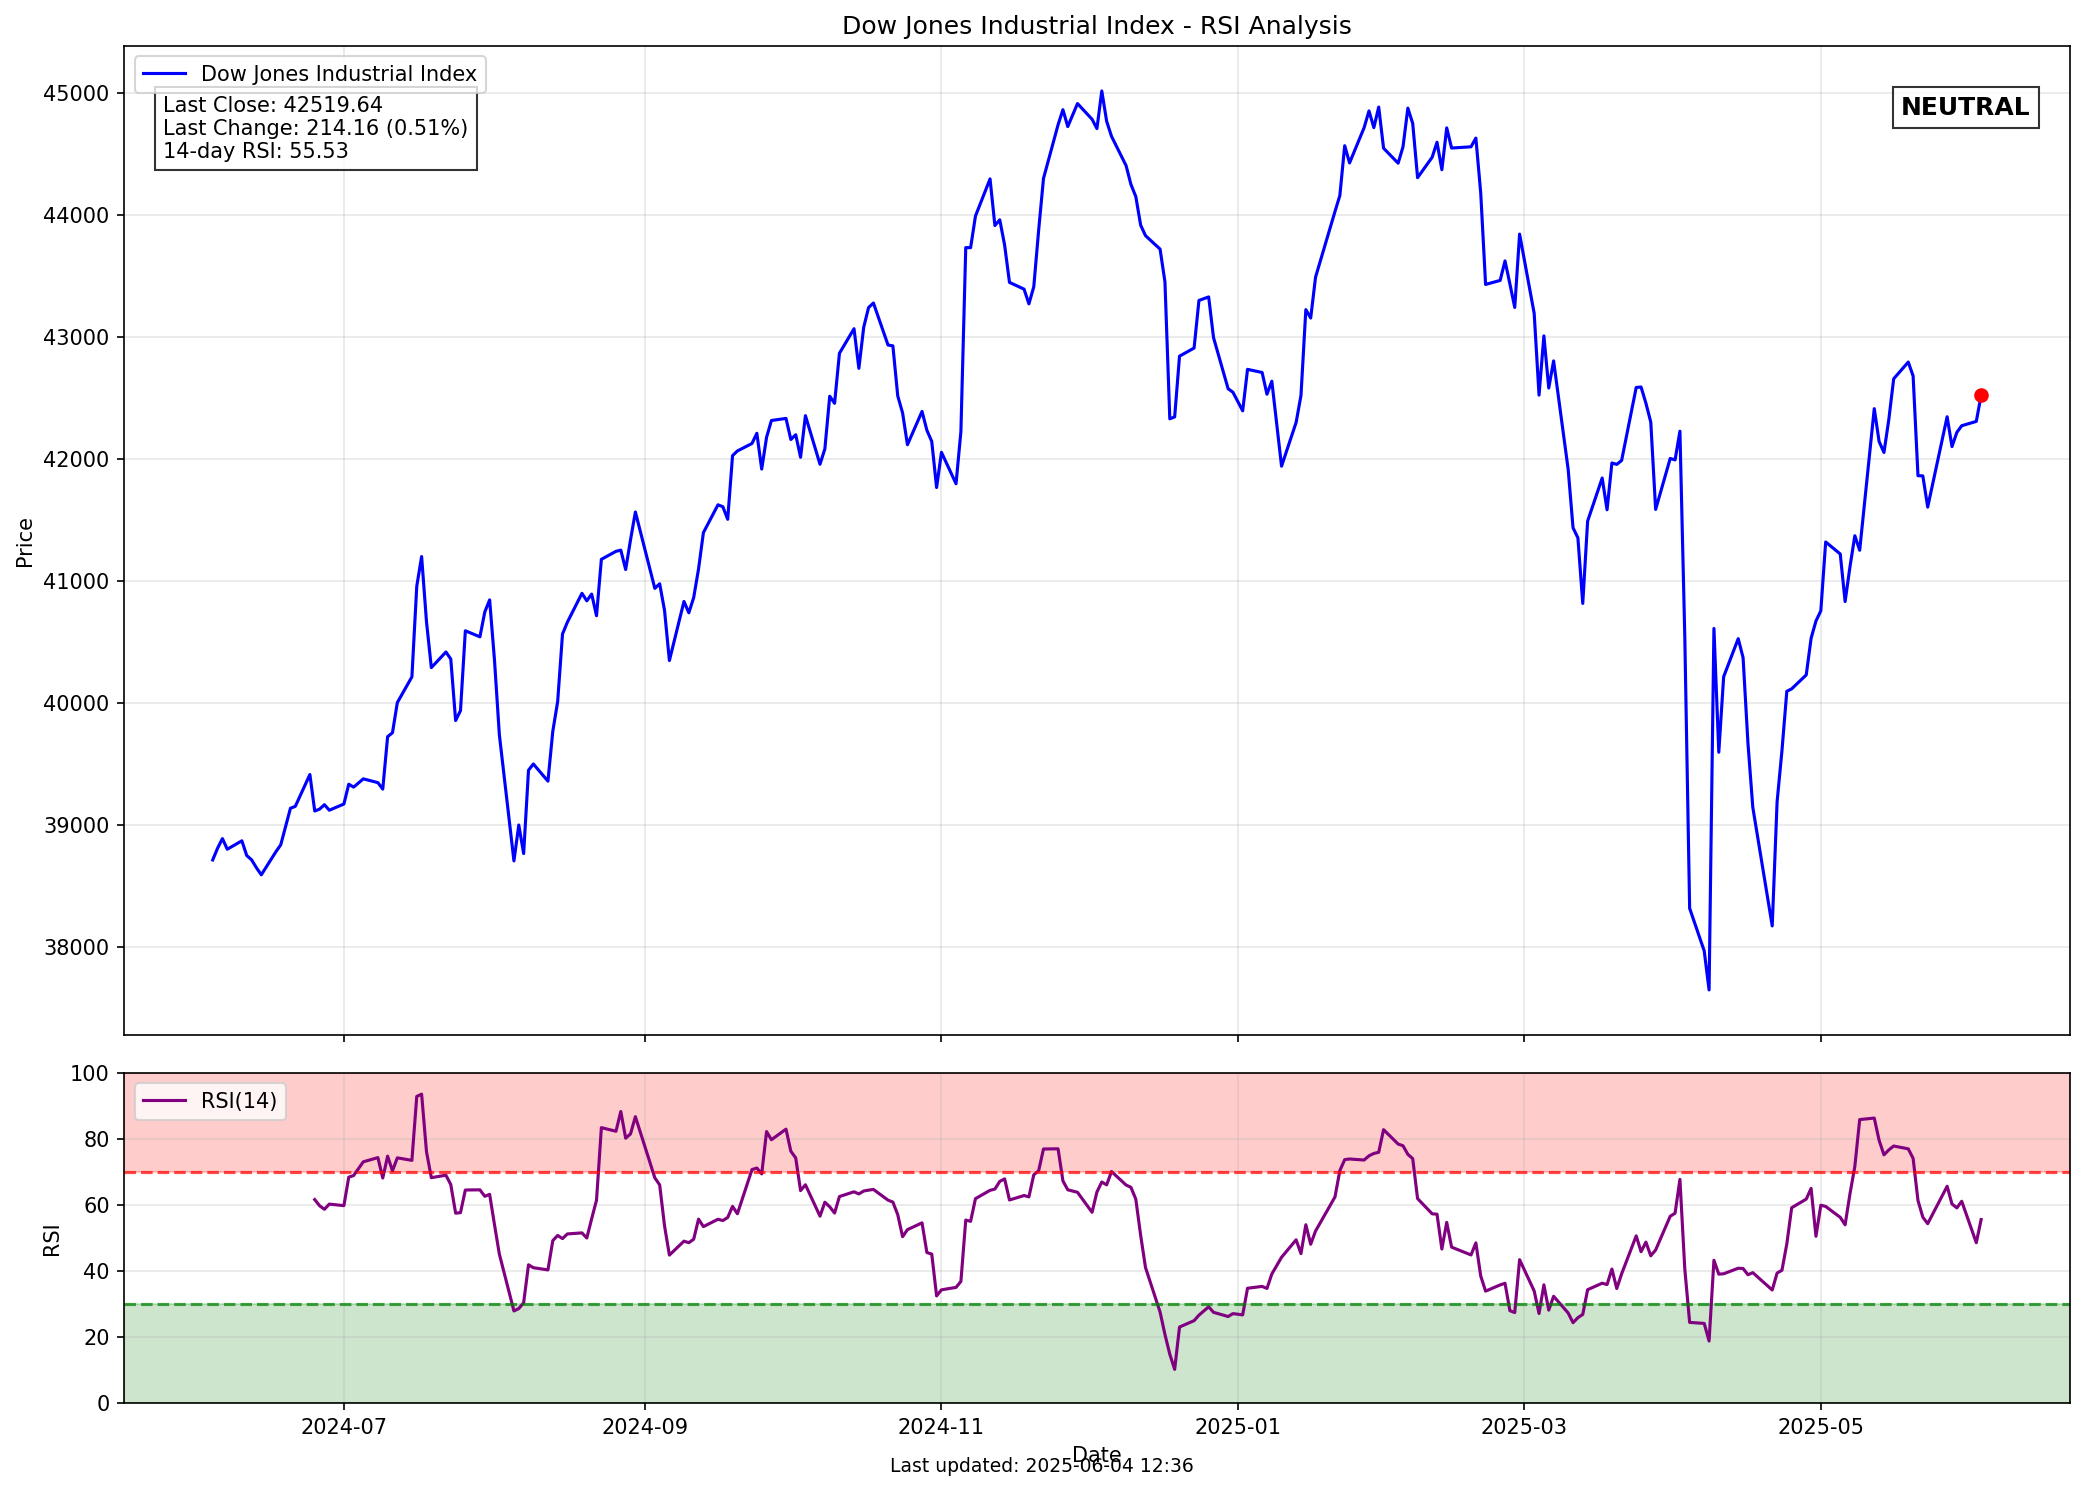 Dow Jones Industrial Index - RSI Analysis
Dow Jones Industrial Index
Last Close: 42519.64
Last Change: 214.16 (0.51%)
14-day RSI: 55.53
NEUTRAL
Price
45000
44000
43000
42000
41000
40000
39000
38000
RSI(14)
RSI
100
80
60
40
20
0
2024-07
2024-09
2024-11
2025-01
2025-03
2025-05
Date
Last updated: 2025-06-04 12:36